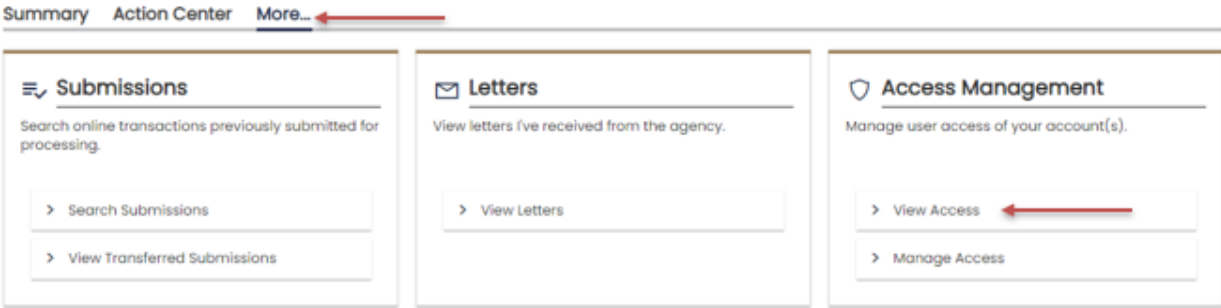 Summary Action Center More...
Submissions
Search online transactions previously submitted for
processing.
> Search Submissions
> View Transferred Submissions
Letters
View letters I've received from the agency.
> View Letters
Access Management
Manage user access of your account(s).
> View Access
> Manage Access